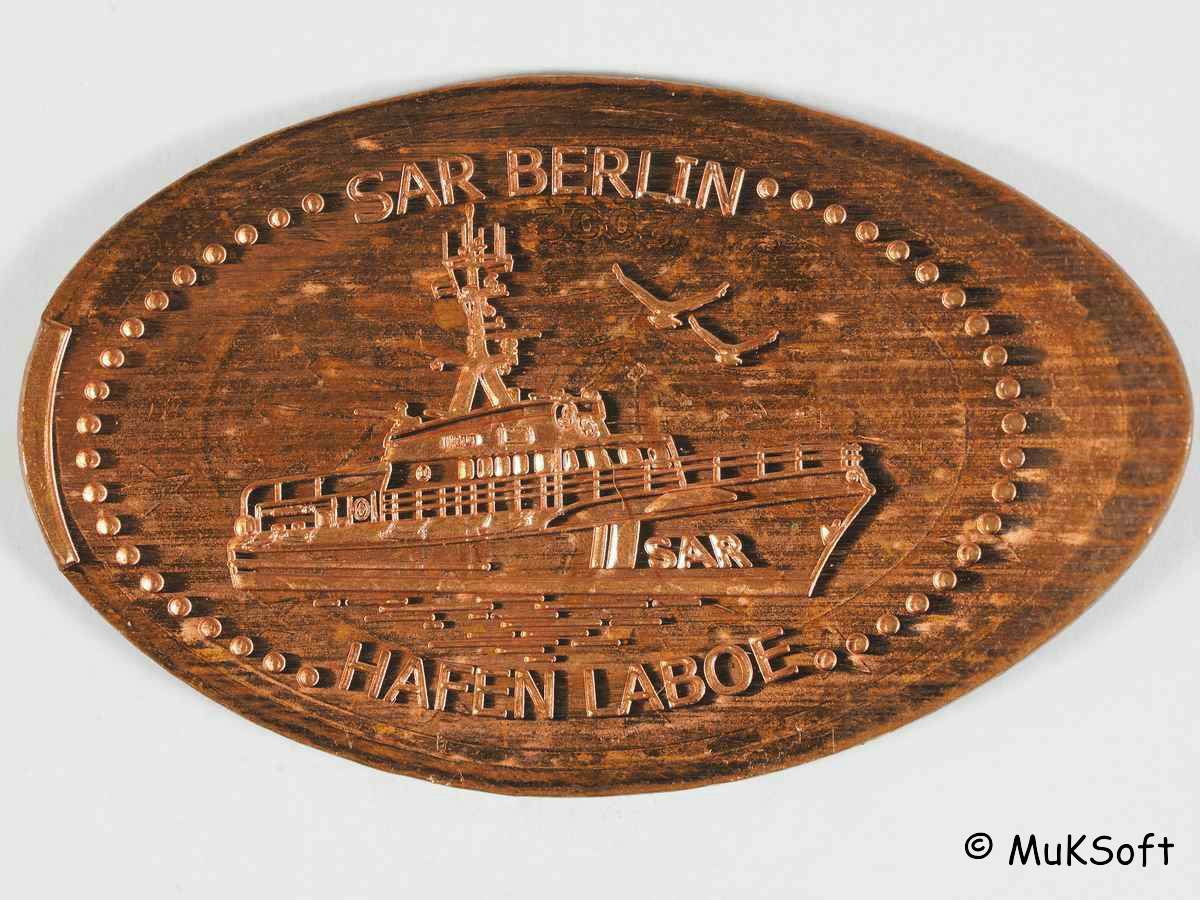 SAR BERLIN
SAR
HAFEN LABOE
© MuKSoft